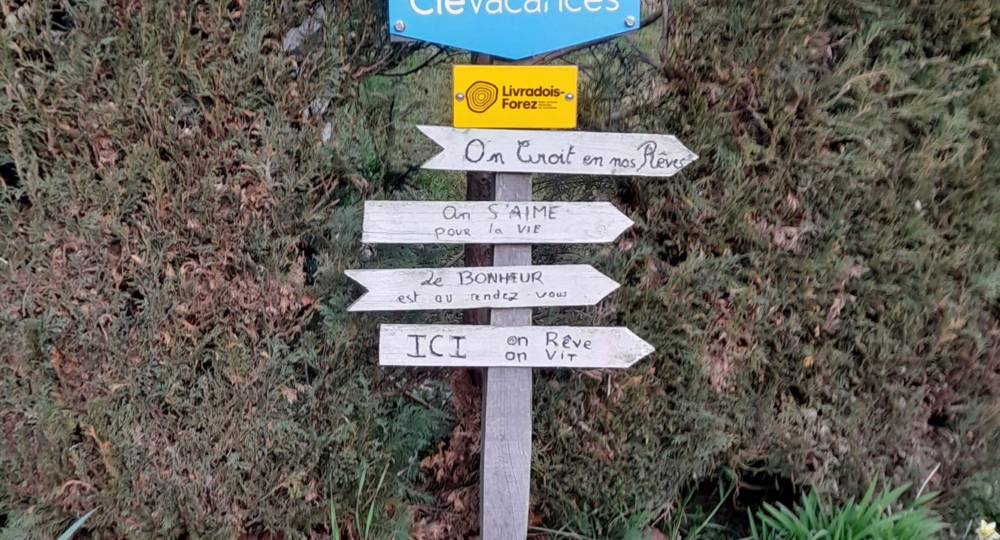 Clévacances
Livradois-
Forez
On Croit en nos Rêves
On S'AIME
pour la VIE
Le BONHEUR
est au rendez vous
ICI on Rêve
on VIT